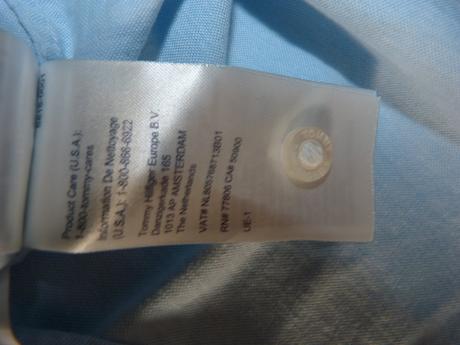 Product Care (U.S.A.):
1-800-tommy-cares
Information De Nettoyage
(U.S.A.): 1-800-866-6922
Tommy Hilfiger Europe B.V.
Danzigerkade 165
1013 AP AMSTERDAM
The Netherlands
VAT# NL805768713B01
RN# 77806 CA# 50900
UE-1